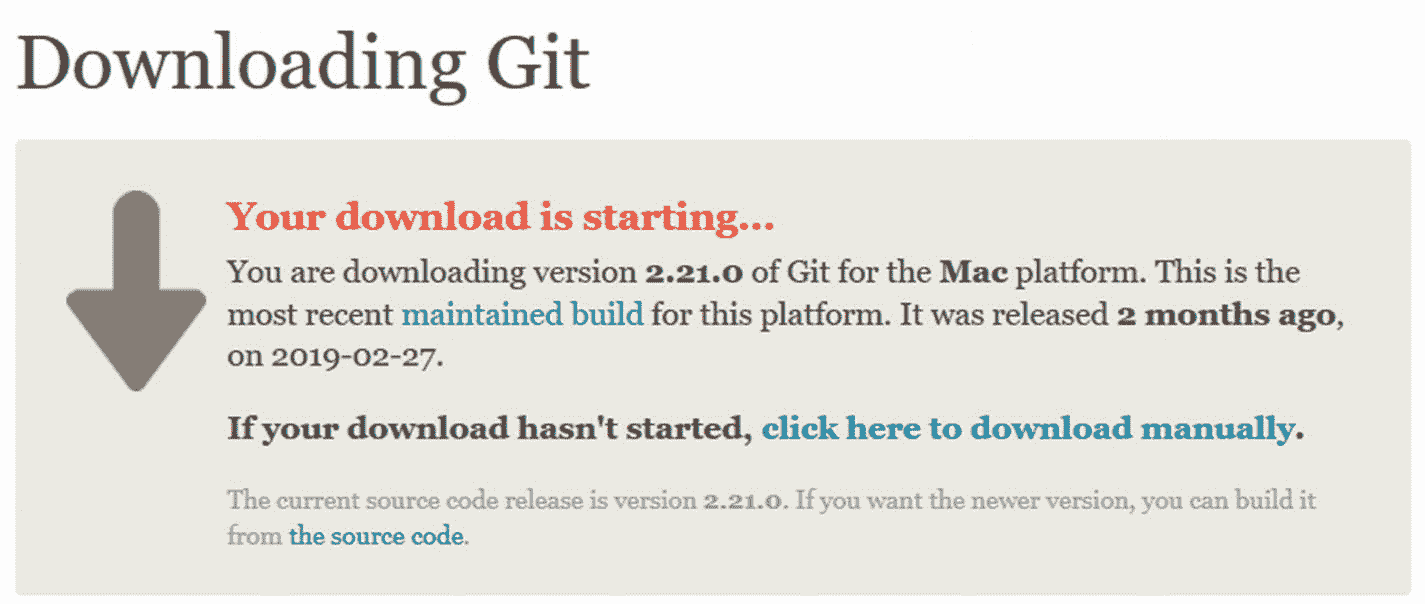 Downloading Git
Your download is starting...
You are downloading version 2.21.0 of Git for the Mac platform. This is the
most recent maintained build for this platform. It was released 2 months ago,
on 2019-02-27.
If your download hasn't started, click here to download manually.
The current source code release is version 2.21.0. If you want the newer version, you can build it
from the source code.